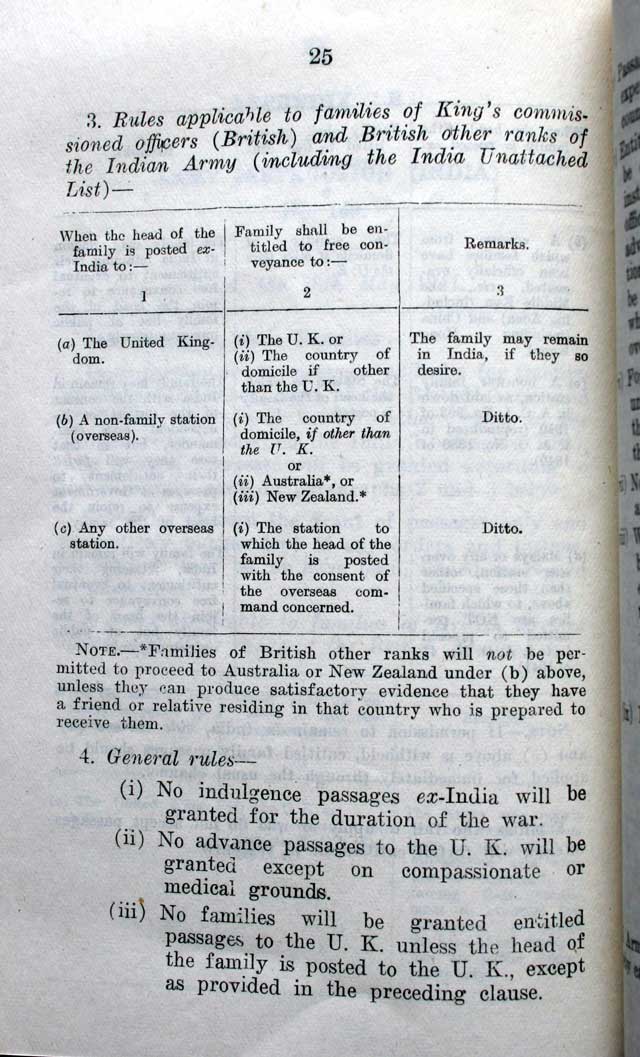 25
3. Rules applicable to families of King's commis-
sioned officers (British) and British other ranks of
the Indian Army (including the India Unattached
List)—
When the head of the
family is posted ex-
India to:—
1
Family shall be en-
titled to free con-
veyance to:—
2
Remarks.
3
(a) The United King-
dom.
(i) The U. K. or
(ii) The country of
domicile if other
than the U. K.
The family may remain
in India, if they so
desire.
(b) A non-family station
(overseas).
(i) The country of
domicile, if other than
the U. K.
or
(ii) Australia*, or
(iii) New Zealand.*
Ditto.
(c) Any other overseas
station.
(i) The station to
which the head of the
family is posted
with the consent of
the overseas com-
mand concerned.
Ditto.
NOTE.—*Families of British other ranks will not be per-
mitted to proceed to Australia or New Zealand under (b) above,
unless they can produce satisfactory evidence that they have
a friend or relative residing in that country who is prepared to
receive them.
4. General rules—
(i) No indulgence passages ex-India will be
granted for the duration of the war.
(ii) No advance passages to the U. K. will be
granted except on compassionate or
medical grounds.
(iii) No families will be granted entitled
passages to the U. K. unless the head of
the family is posted to the U. K., except
as provided in the preceding clause.